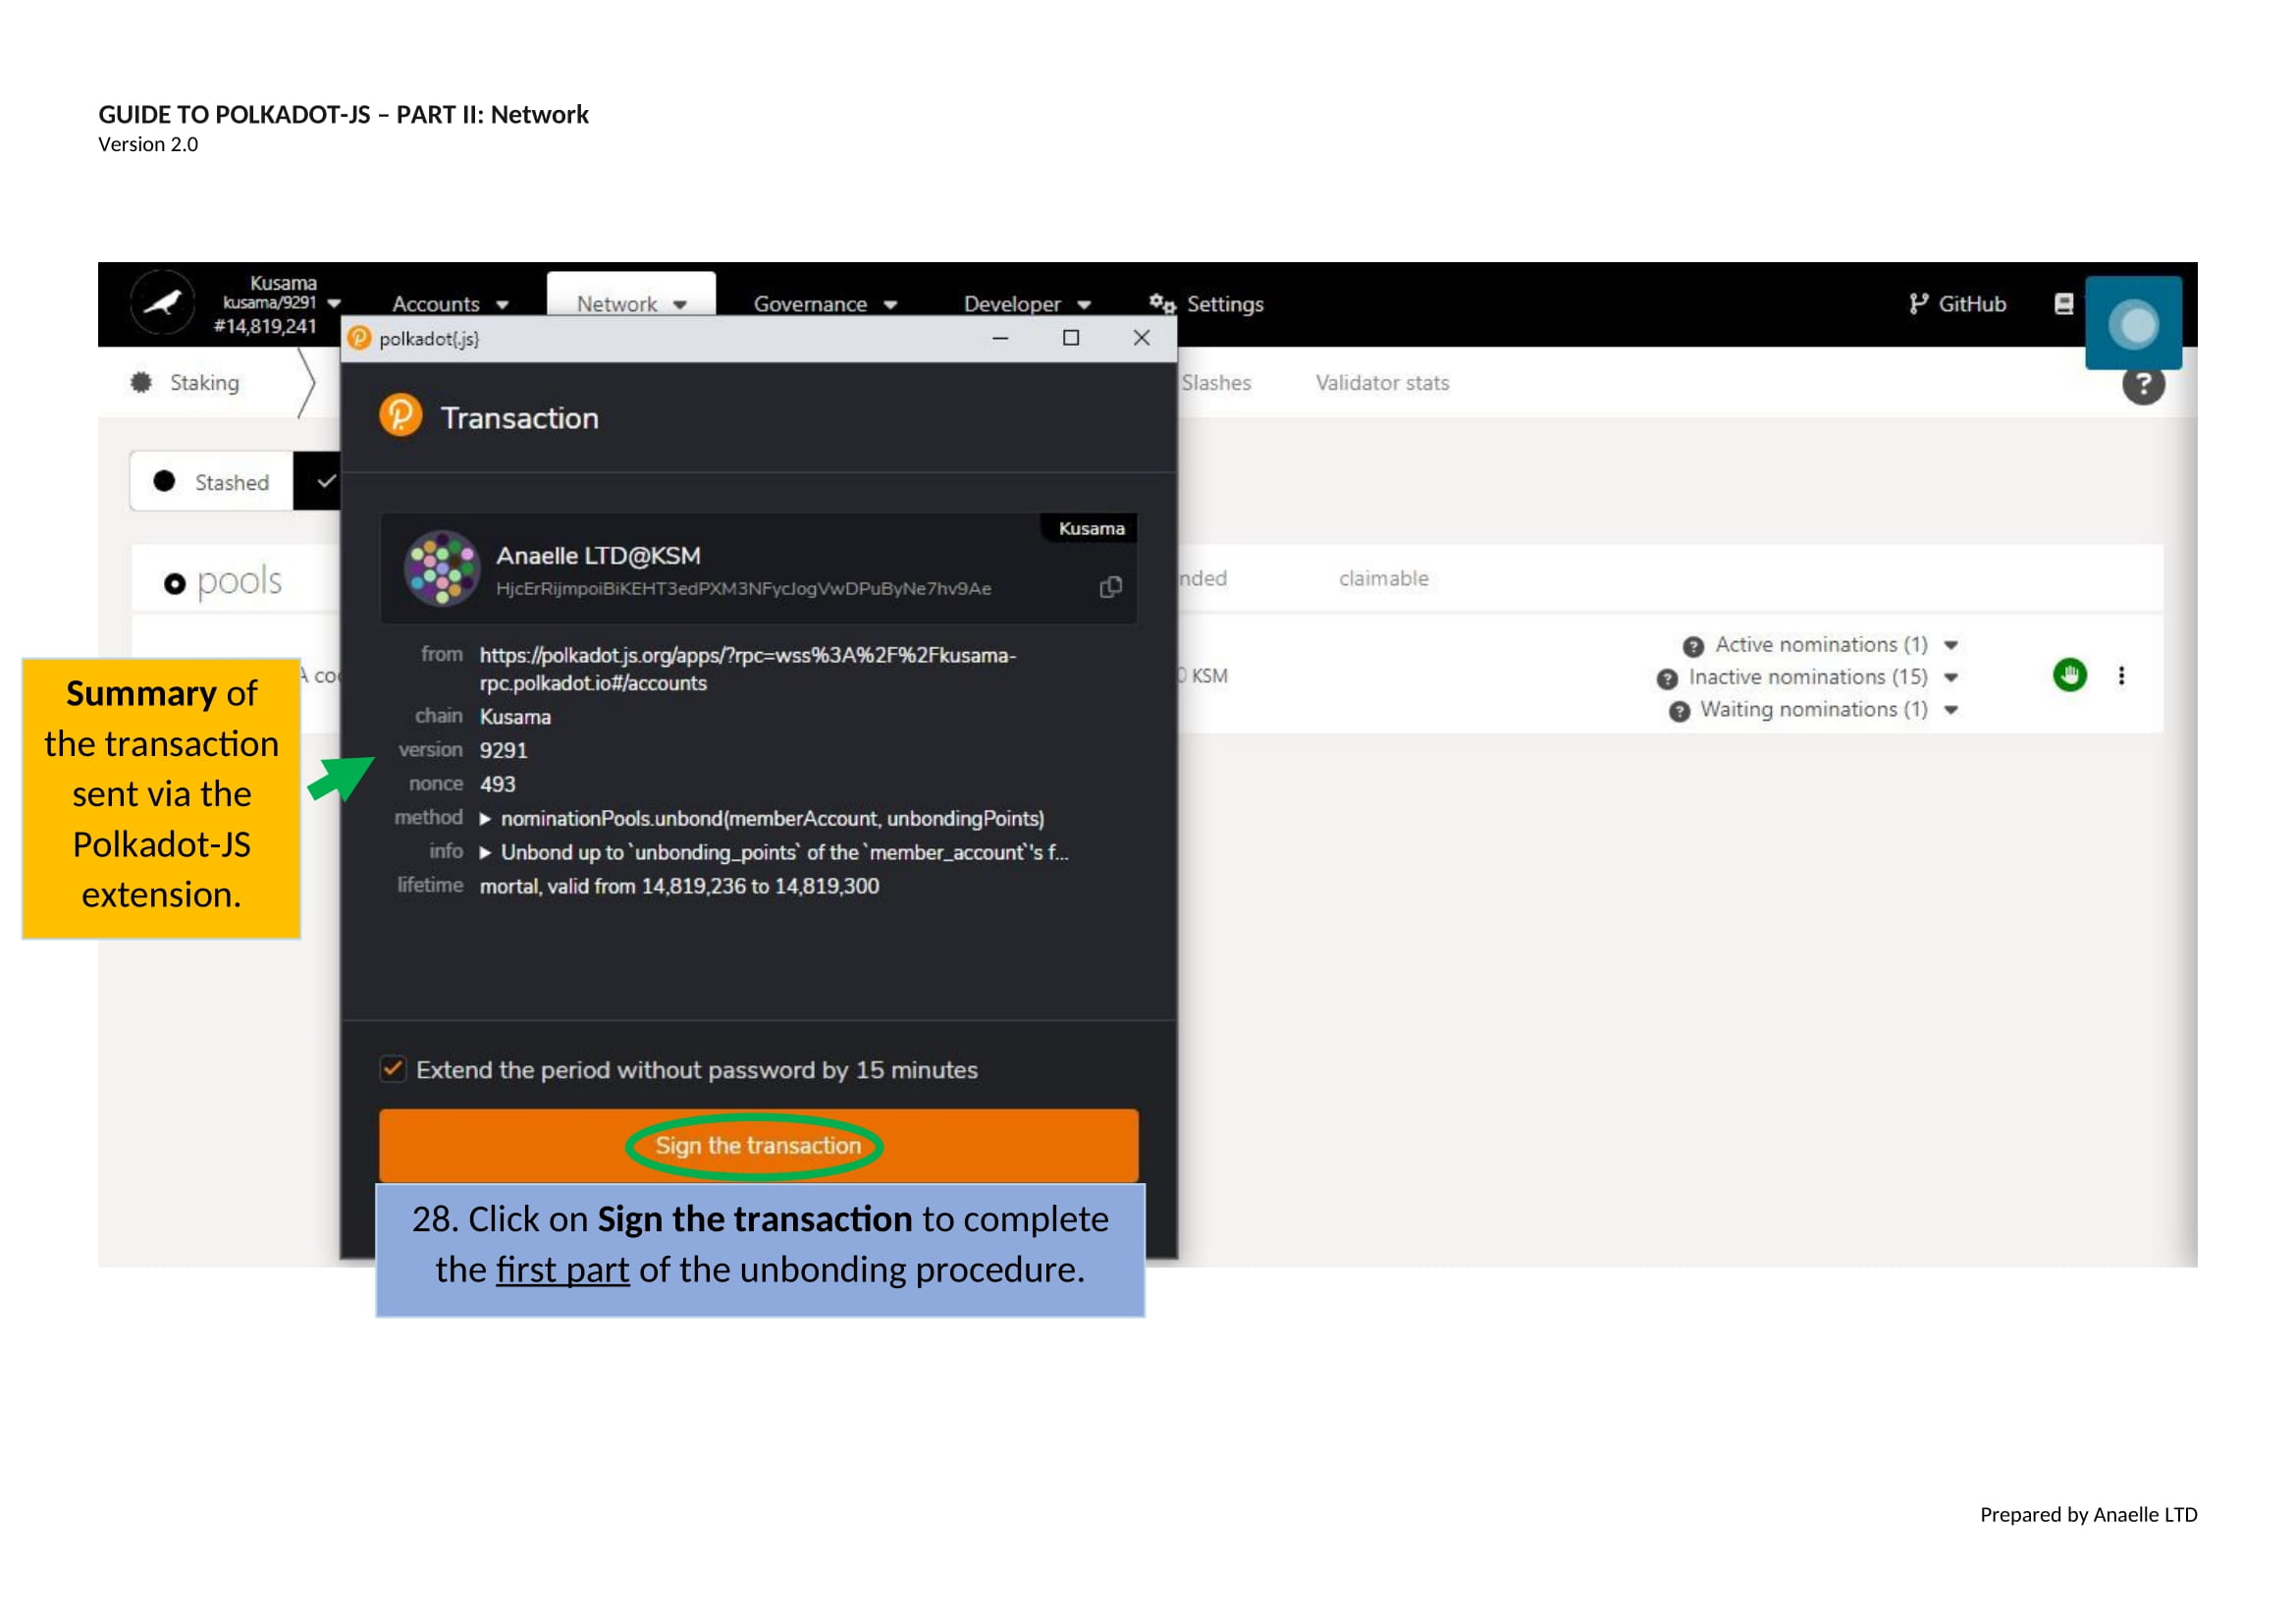 GUIDE TO POLKADOT-JS – PART II: Network
Version 2.0
Kusama
kusama/9291
#14,819,241
Accounts
Network
Governance
Developer
Settings
GitHub
polkadot{.js}
Staking
Slashes
Validator stats
?
Transaction
Stashed
Kusama
Anaelle LTD@KSM
HjcErRijmpoiBiKEHT3edPXM3NFycJogVwDPuByNe7hv9Ae
pools
nded
claimable
from https://polkadot.js.org/apps/?rpc=wss%3A%2F%2Fkusama-
rpc.polkadot.io#/accounts
chain Kusama
version 9291
nonce 493
method ▶ nominationPools.unbond(memberAccount, unbondingPoints)
info ▶ Unbond up to `unbonding_points` of the `member_account`'s f...
lifetime mortal, valid from 14,819,236 to 14,819,300
KSM
? Active nominations (1)
? Inactive nominations (15)
? Waiting nominations (1)
Summary of
the transaction
sent via the
Polkadot-JS
extension.
Extend the period without password by 15 minutes
Sign the transaction
28. Click on Sign the transaction to complete
the first part of the unbonding procedure.
Prepared by Anaelle LTD